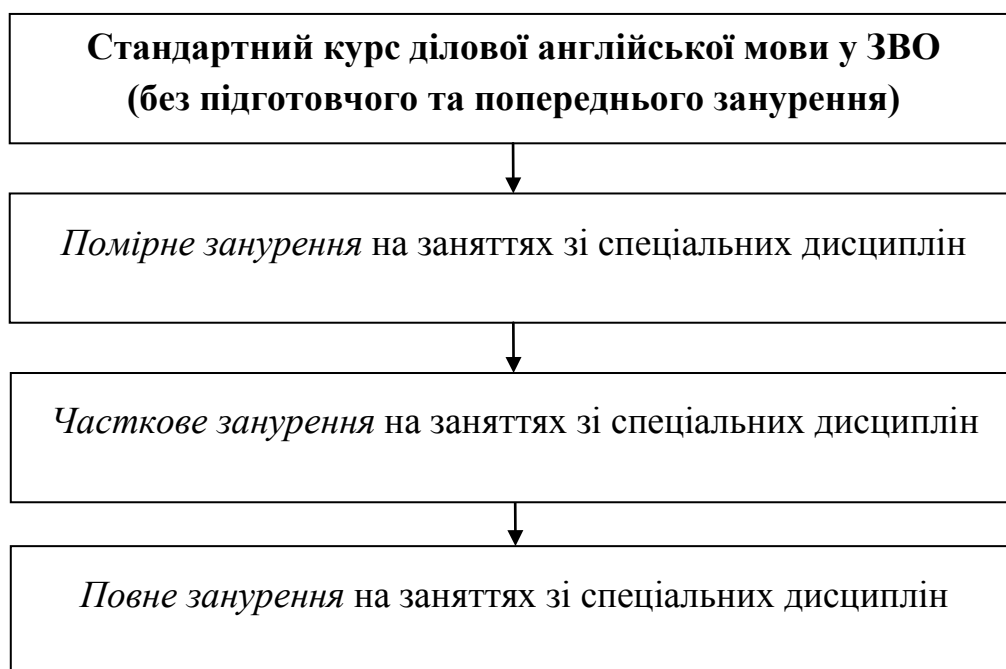 Стандартний курс ділової англійської мови у ЗВО
(без підготовчого та попереднього занурення)
Помірне занурення на заняттях зі спеціальних дисциплін
Часткове занурення на заняттях зі спеціальних дисциплін
Повне занурення на заняттях зі спеціальних дисциплін